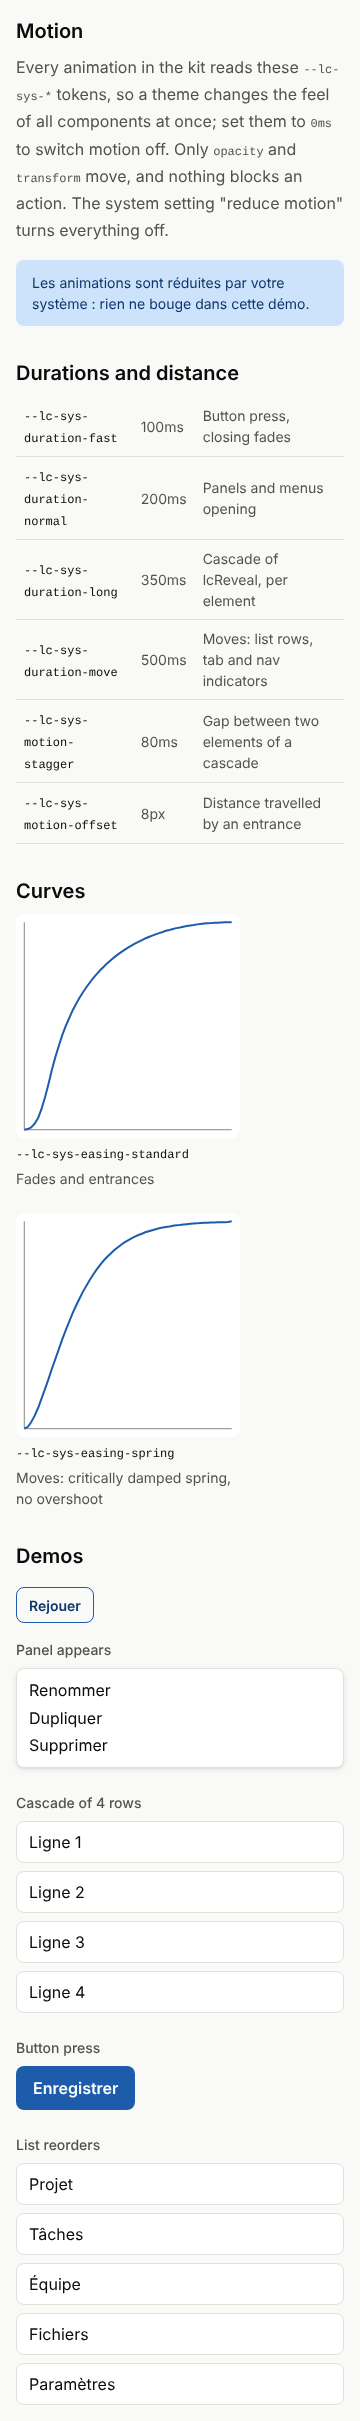 Motion
Every animation in the kit reads these --lc-
sys-* tokens, so a theme changes the feel
of all components at once; set them to 0ms
to switch motion off. Only opacity and
transform move, and nothing blocks an
action. The system setting "reduce motion"
turns everything off.
Les animations sont réduites par votre
système : rien ne bouge dans cette démo.
Durations and distance
--lc-sys-
duration-fast
100ms
Button press,
closing fades
--lc-sys-
duration-
normal
200ms
Panels and menus
opening
--lc-sys-
duration-long
350ms
Cascade of
lcReveal, per
element
--lc-sys-
duration-move
500ms
Moves: list rows,
tab and nav
indicators
--lc-sys-
motion-
stagger
80ms
Gap between two
elements of a
cascade
--lc-sys-
motion-offset
8px
Distance travelled
by an entrance
Curves
--lc-sys-easing-standard
Fades and entrances
--lc-sys-easing-spring
Moves: critically damped spring,
no overshoot
Demos
Rejouer
Panel appears
Renommer
Dupliquer
Supprimer
Cascade of 4 rows
Ligne 1
Ligne 2
Ligne 3
Ligne 4
Button press
Enregistrer
List reorders
Projet
Tâches
Équipe
Fichiers
Paramètres